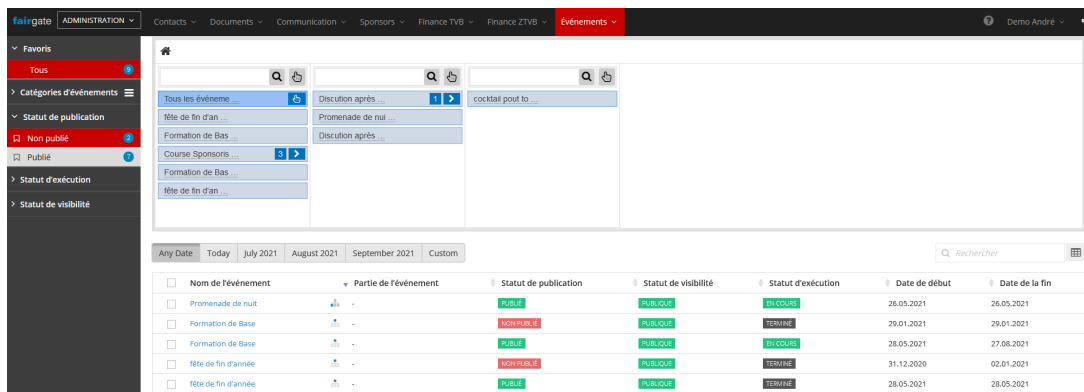 fairgate ADMINISTRATION Contacts Documents Communication Sponsors Finance TVB Finance ZTVB Événements Demo André
Favoris
Tous 9
Catégories d'événements
Statut de publication
Non publié 2
Publié 7
Statut d'exécution
Statut de visibilité
Tous les événeme ... Discution après ... 1 cocktail pout to ...
fête de fin d'an ... Promenade de nui ...
Formation de Bas ... Discution après ...
Course Sponsoris ... 3
Formation de Bas ...
fête de fin d'an ...
Any Date Today July 2021 August 2021 September 2021 Custom Rechercher
Nom de l'événement Partie de l'événement Statut de publication Statut de visibilité Statut d'exécution Date de début Date de la fin
Promenade de nuit - PUBLIÉ PUBLIQUE EN COURS 26.05.2021 26.05.2021
Formation de Base - NON PUBLIÉ PUBLIQUE TERMINÉ 29.01.2021 29.01.2021
Formation de Base - PUBLIÉ PUBLIQUE EN COURS 28.05.2021 27.08.2021
fête de fin d'année - NON PUBLIÉ PUBLIQUE TERMINÉ 31.12.2020 02.01.2021
fête de fin d'année - PUBLIÉ PUBLIQUE TERMINÉ 28.05.2021 28.05.2021